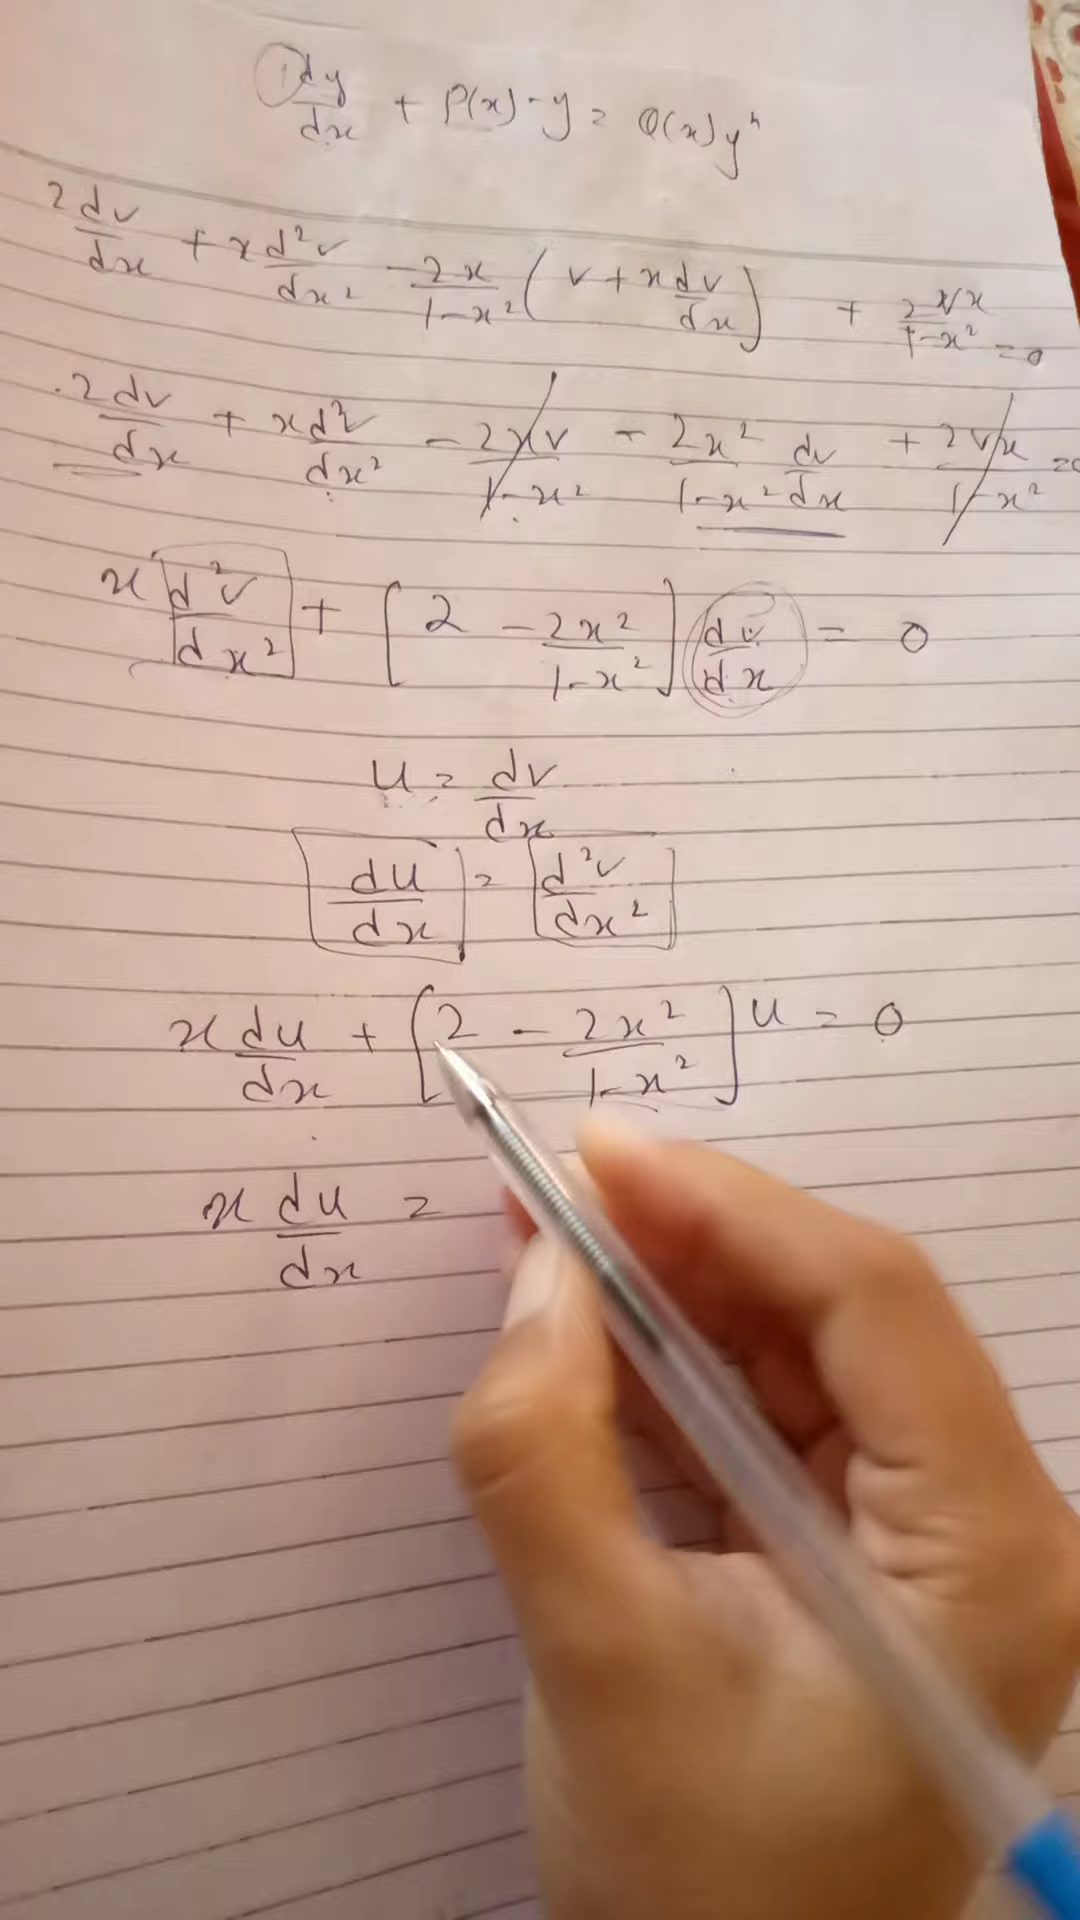 dy/dx + P(x)·y = Q(x)yⁿ
2 dv/dx + x d²v/dx² - 2x/1-x² (v + x dv/dx) + 2vx/1-x² = 0
2 dv/dx + x d²v/dx² - 2xv/1-x² - 2x²/1-x² dv/dx + 2vx/1-x² = 0
x d²v/dx² + [2 - 2x²/1-x²] dv/dx = 0
u = dv/dx
du/dx = d²v/dx²
x du/dx + [2 - 2x²/1-x²] u = 0
x du/dx =